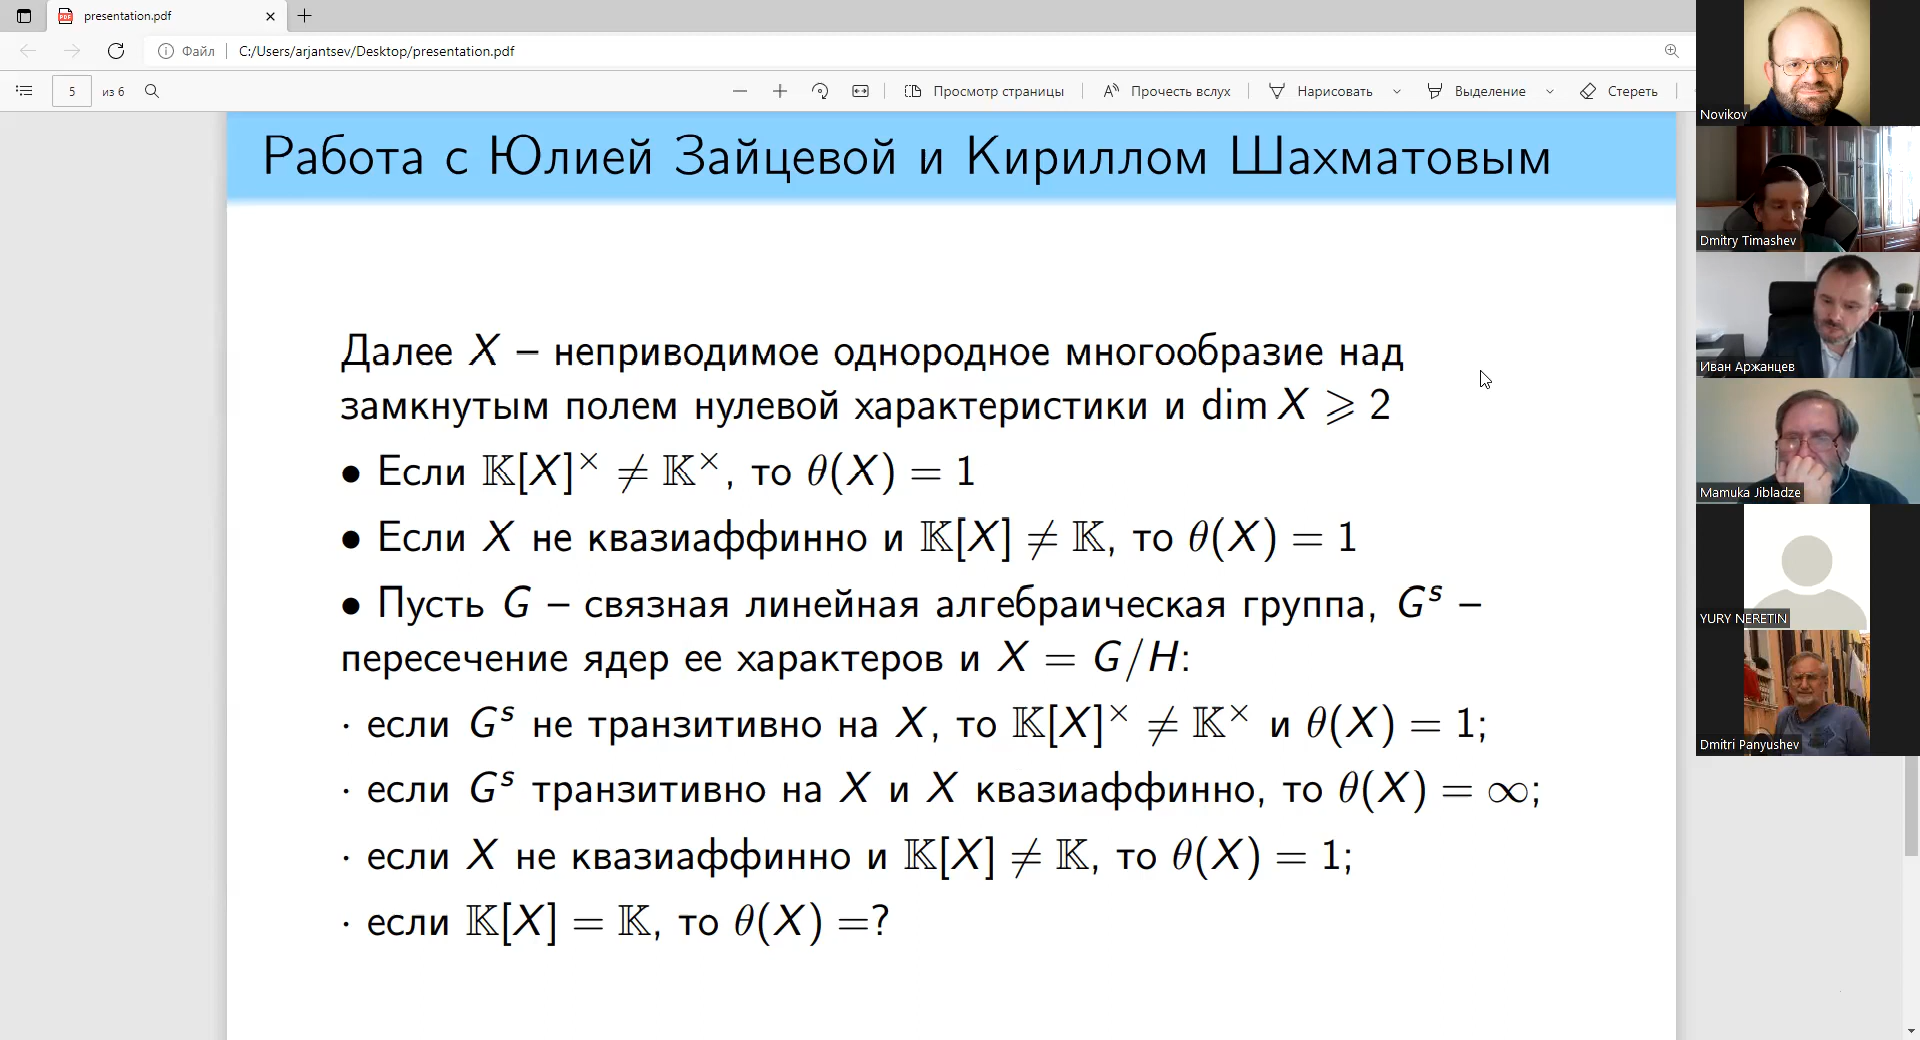 presentation.pdf
Файл
C:/Users/arjantsev/Desktop/presentation.pdf
5 из 6
Просмотр страницы
Прочесть вслух
Нарисовать
Выделение
Стереть
Работа с Юлией Зайцевой и Кириллом Шахматовым
Далее X – неприводимое однородное многообразие над
замкнутым полем нулевой характеристики и dim X ⩾ 2
• Если 𝕂[X]^× ≠ 𝕂^×, то θ(X) = 1
• Если X не квазиаффинно и 𝕂[X] ≠ 𝕂, то θ(X) = 1
• Пусть G – связная линейная алгебраическая группа, G^s –
пересечение ядер ее характеров и X = G/H:
· если G^s не транзитивно на X, то 𝕂[X]^× ≠ 𝕂^× и θ(X) = 1;
· если G^s транзитивно на X и X квазиаффинно, то θ(X) = ∞;
· если X не квазиаффинно и 𝕂[X] ≠ 𝕂, то θ(X) = 1;
· если 𝕂[X] = 𝕂, то θ(X) =?
Novikov
Dmitry Timashev
Иван Аржанцев
Mamuka Jibladze
YURY NERETIN
Dmitri Panyushev